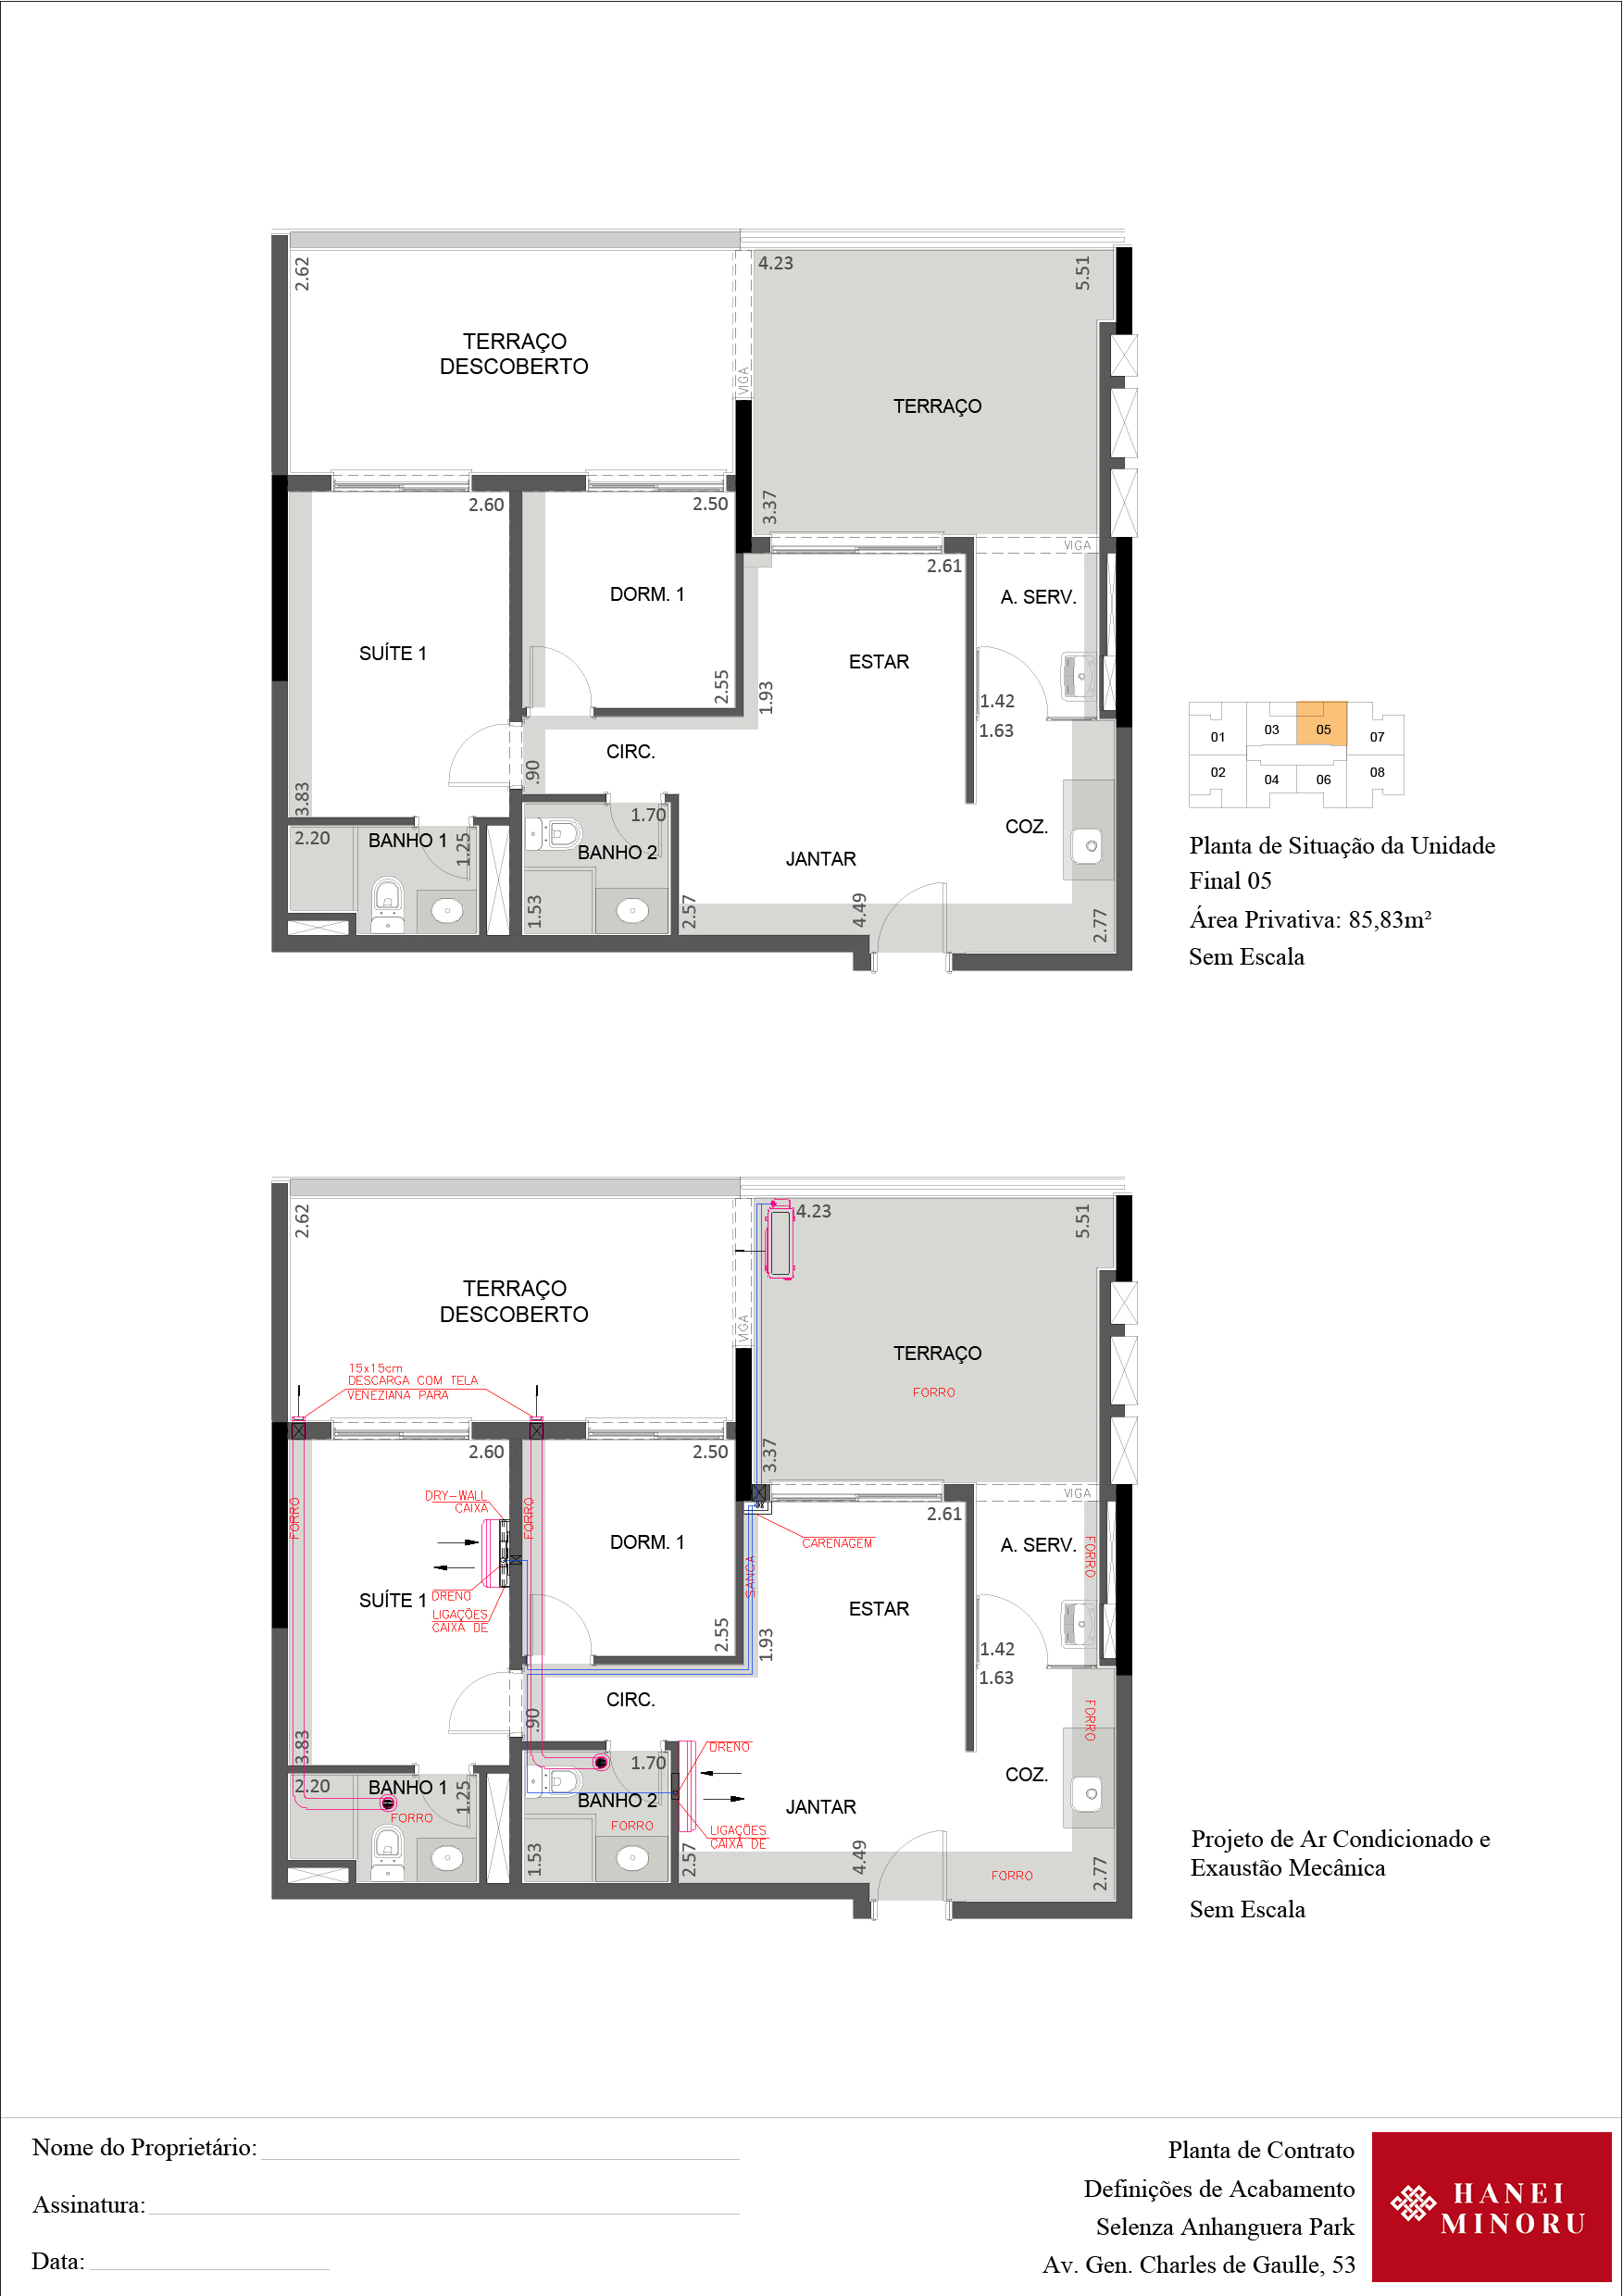 2.62
4.23
5.51
TERRAÇO
DESCOBERTO
VIGA
TERRAÇO
3.37
2.60
2.50
VIGA
2.61
DORM. 1
A. SERV.
SUÍTE 1
ESTAR
2.55
1.93
1.42
1.63
CIRC.
.90
3.83
2.20
BANHO 1
1.25
1.70
BANHO 2
JANTAR
COZ.
1.53
2.57
4.49
2.77
01
03
05
07
02
04
06
08
Planta de Situação da Unidade
Final 05
Área Privativa: 85,83m²
Sem Escala
2.62
4.23
5.51
TERRAÇO
DESCOBERTO
VIGA
TERRAÇO
FORRO
15x15cm
DESCARGA COM TELA
VENEZIANA PARA
3.37
2.60
2.50
VIGA
2.61
DRY-WALL
CAIXA
FORRO
FORRO
DORM. 1
CARENAGEM
A. SERV.
FORRO
SANCA
SUÍTE 1
DRENO
LIGAÇÕES
CAIXA DE
ESTAR
2.55
1.93
1.42
1.63
CIRC.
.90
FORRO
3.83
2.20
BANHO 1
1.25
FORRO
1.70
BANHO 2
FORRO
DRENO
JANTAR
COZ.
LIGAÇÕES
CAIXA DE
1.53
2.57
4.49
2.77
FORRO
Projeto de Ar Condicionado e
Exaustão Mecânica
Sem Escala
Nome do Proprietário:
Assinatura:
Data:
Planta de Contrato
Definições de Acabamento
Selenza Anhanguera Park
Av. Gen. Charles de Gaulle, 53
HANEI
MINORU